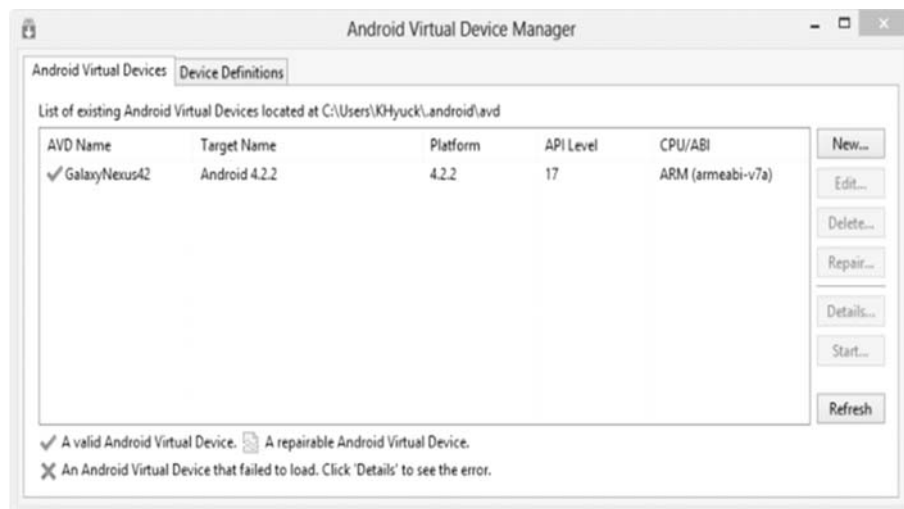 Android Virtual Device Manager
Android Virtual Devices Device Definitions
List of existing Android Virtual Devices located at C:\Users\KHyuck\.android\avd
AVD Name Target Name Platform API Level CPU/ABI
GalaxyNexus42 Android 4.2.2 4.2.2 17 ARM (armeabi-v7a)
New...
Edit...
Delete...
Repair...
Details...
Start...
Refresh
A valid Android Virtual Device. A repairable Android Virtual Device.
An Android Virtual Device that failed to load. Click 'Details' to see the error.